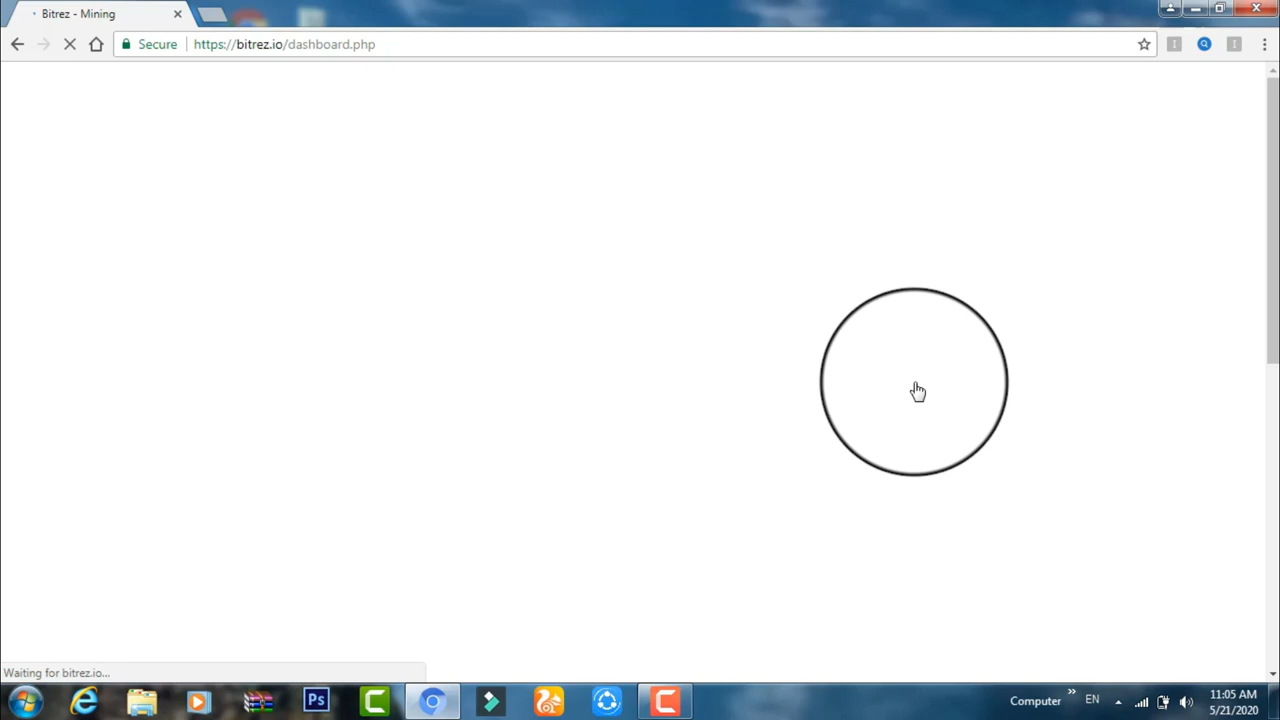 Bitrez - Mining
Secure
https://bitrez.io/dashboard.php
Waiting for bitrez.io...
Ps
Computer
EN
11:05 AM
5/21/2020